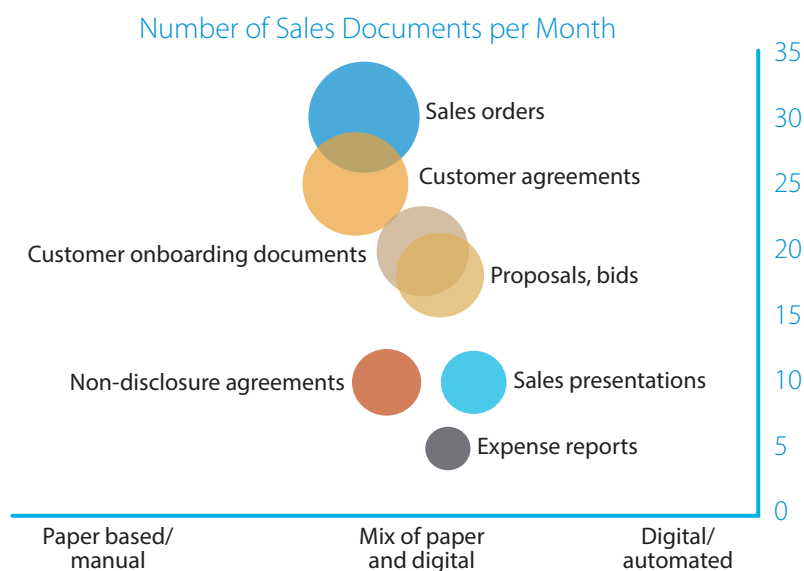 Number of Sales Documents per Month
35
Sales orders
30
Customer agreements
25
Customer onboarding documents
20
Proposals, bids
15
Non-disclosure agreements
Sales presentations
10
Expense reports
5
0
Paper based/
manual
Mix of paper
and digital
Digital/
automated